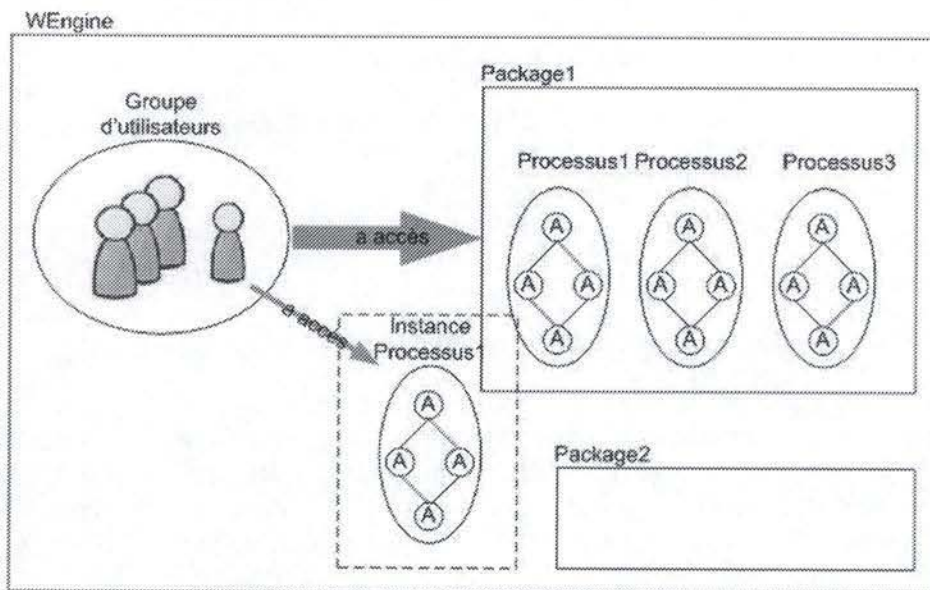 WEngine
Groupe
d'utilisateurs
a accès
a accès
Package1
Processus1 Processus2 Processus3
A A A
A A A A A A
A A A
Instance
Processus1
A
A A
A
Package2